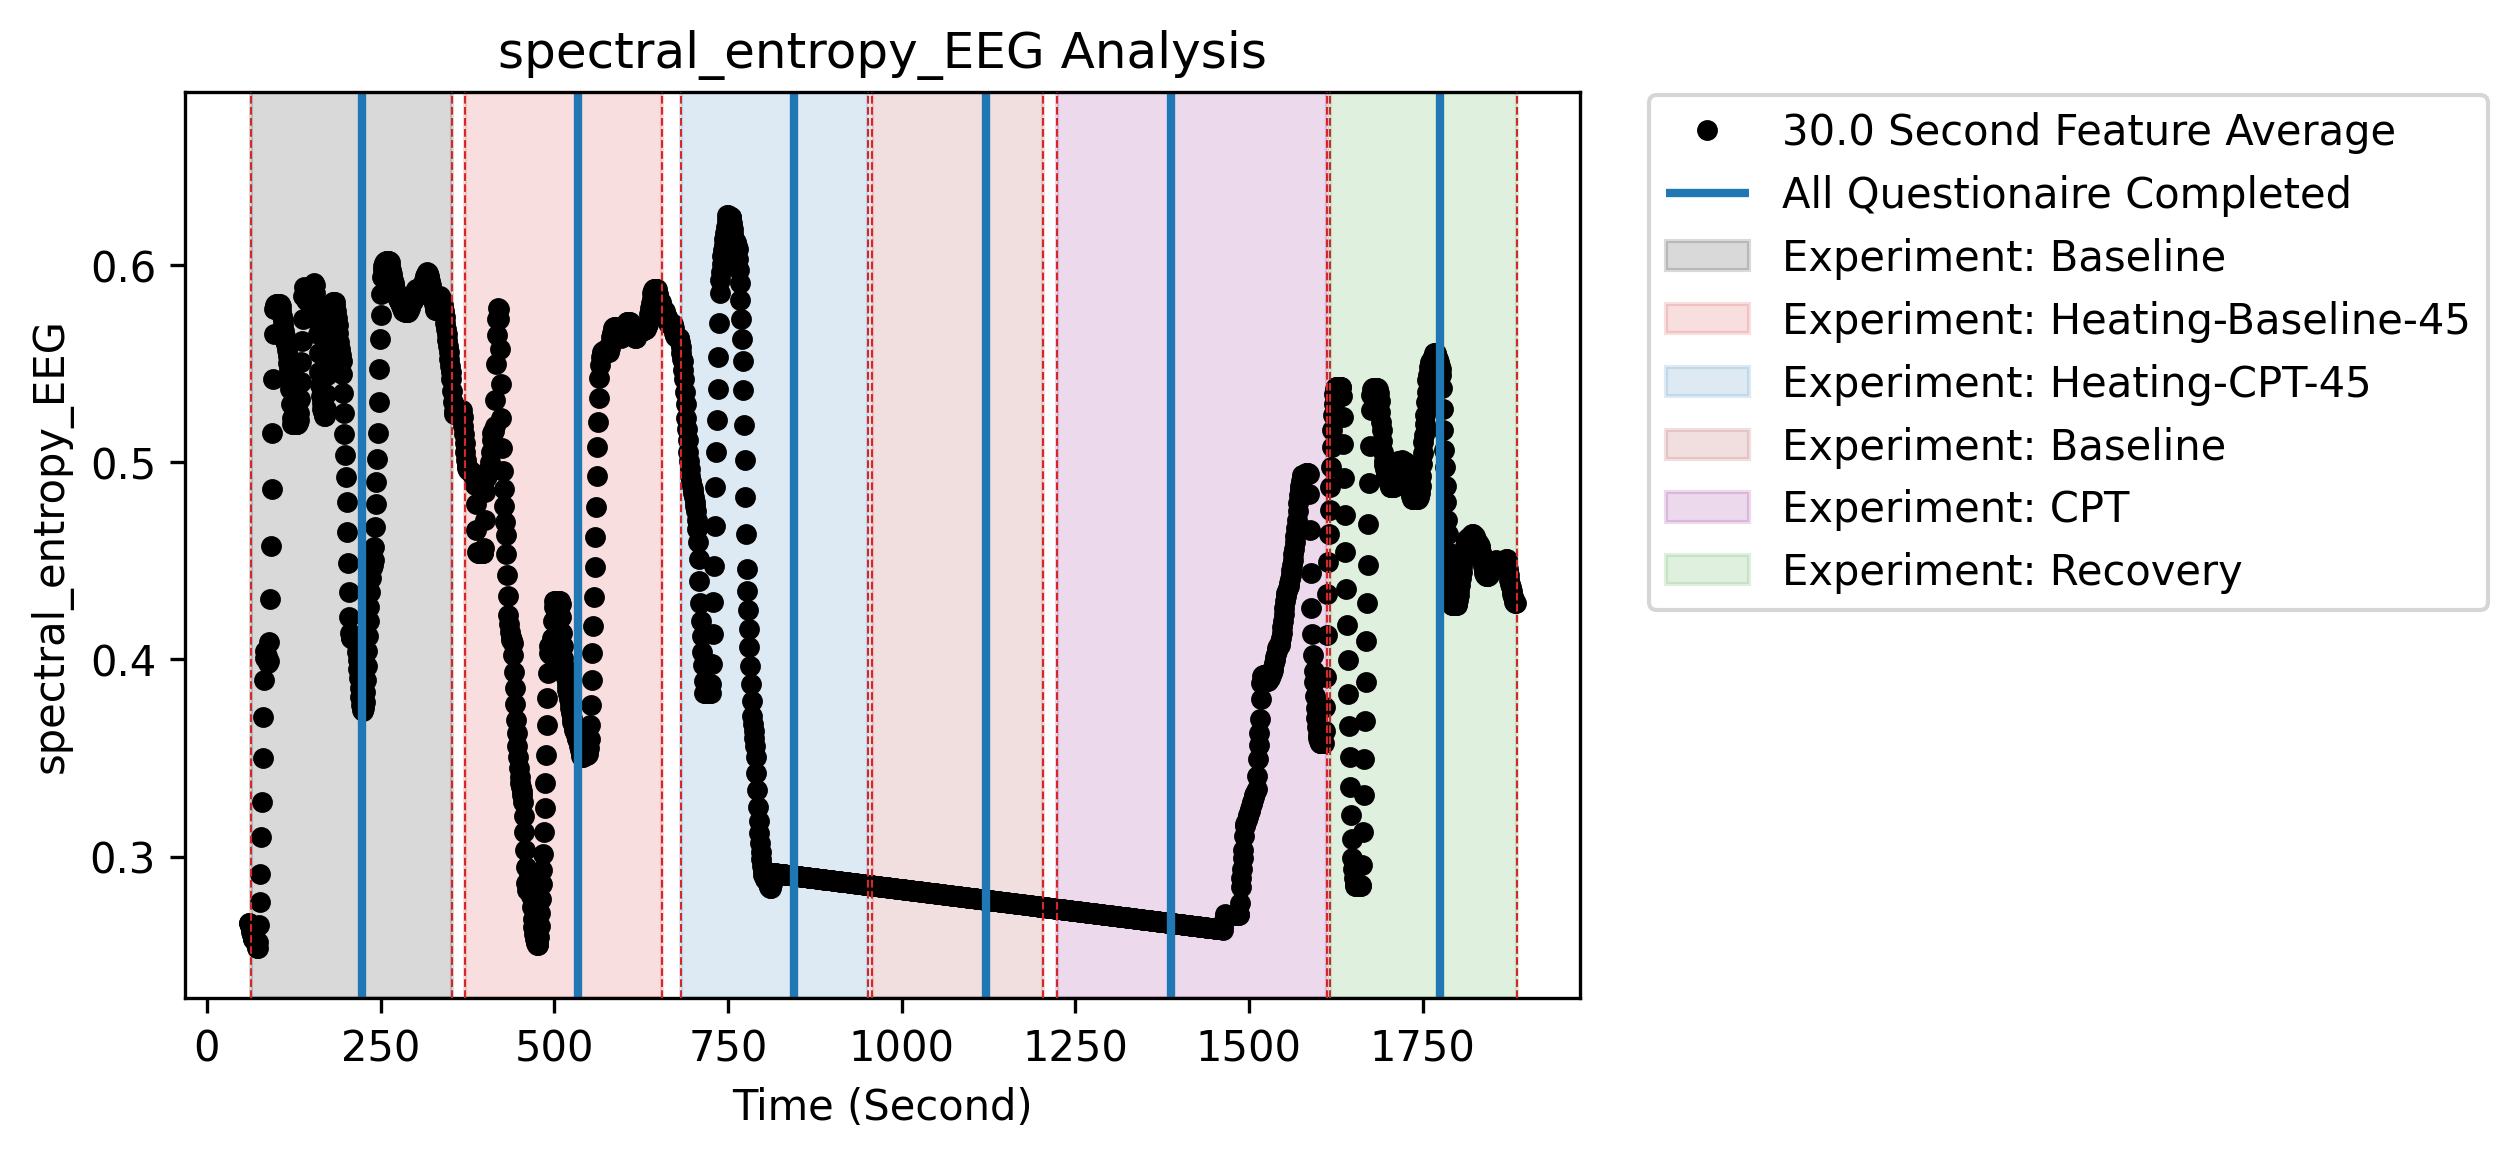 spectral_entropy_EEG Analysis
spectral_entropy_EEG
0.6
0.5
0.4
0.3
0 250 500 750 1000 1250 1500 1750
Time (Second)
30.0 Second Feature Average
All Questionaire Completed
Experiment: Baseline
Experiment: Heating-Baseline-45
Experiment: Heating-CPT-45
Experiment: Baseline
Experiment: CPT
Experiment: Recovery